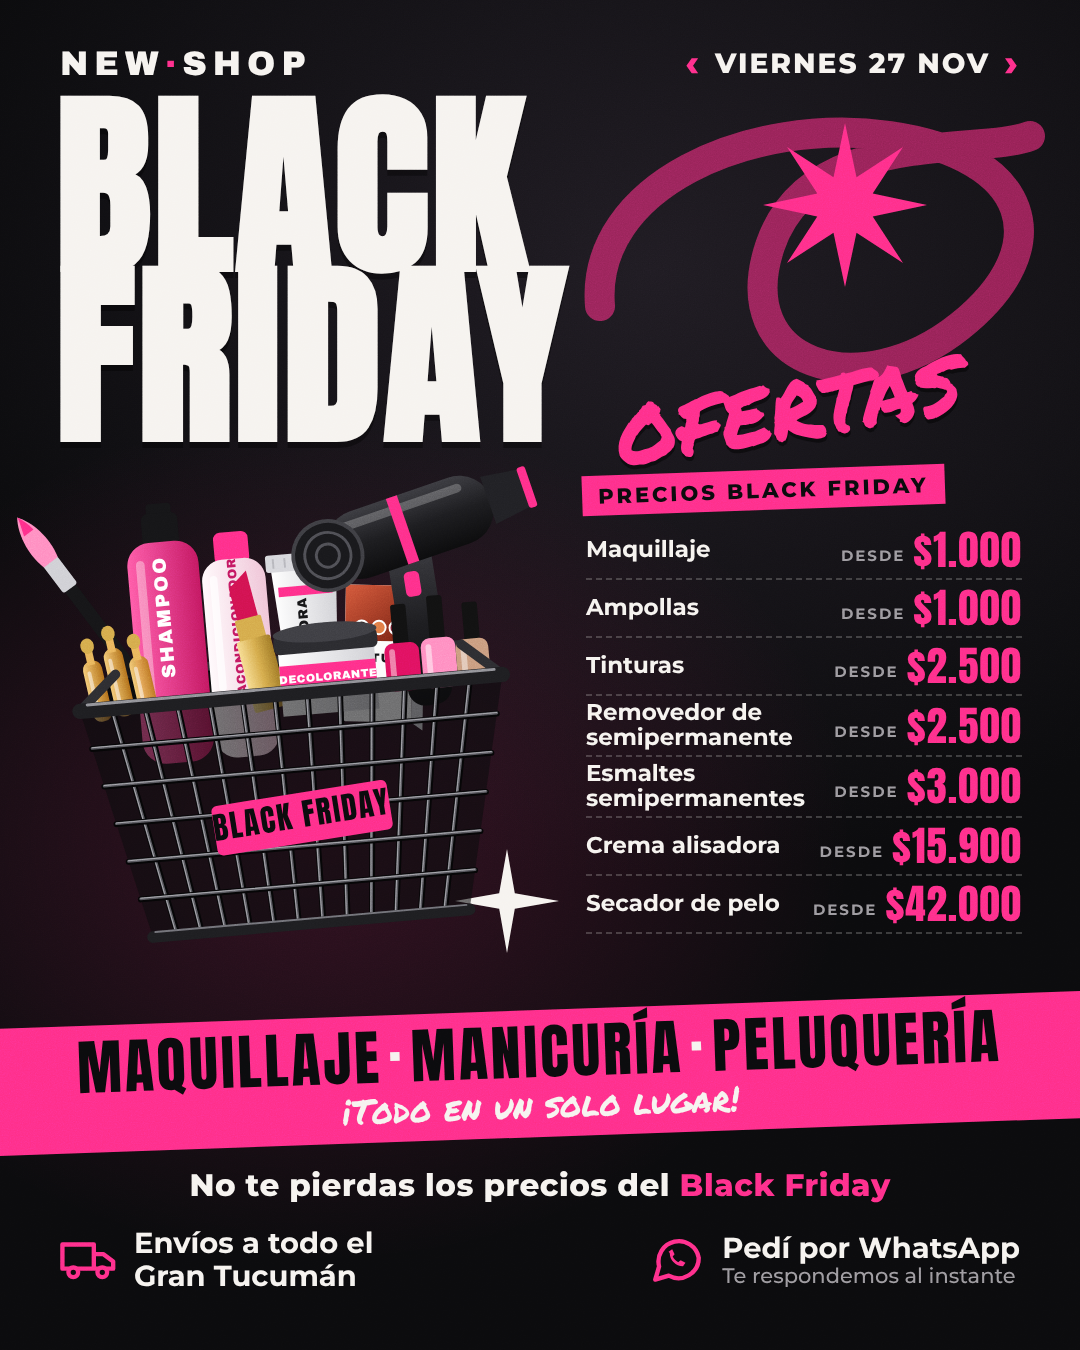 NEW·SHOP
‹ VIERNES 27 NOV ›
BLACK
FRIDAY
OFERTAS
PRECIOS BLACK FRIDAY
Maquillaje DESDE $1.000
Ampollas DESDE $1.000
Tinturas DESDE $2.500
Removedor de
semipermanente DESDE $2.500
Esmaltes
semipermanentes DESDE $3.000
Crema alisadora DESDE $15.900
Secador de pelo DESDE $42.000
SHAMPOO
DECOLORANTE
BLACK FRIDAY
MAQUILLAJE · MANICURÍA · PELUQUERÍA
¡TODO EN UN SOLO LUGAR!
No te pierdas los precios del Black Friday
Envíos a todo el
Gran Tucumán
Pedí por WhatsApp
Te respondemos al instante